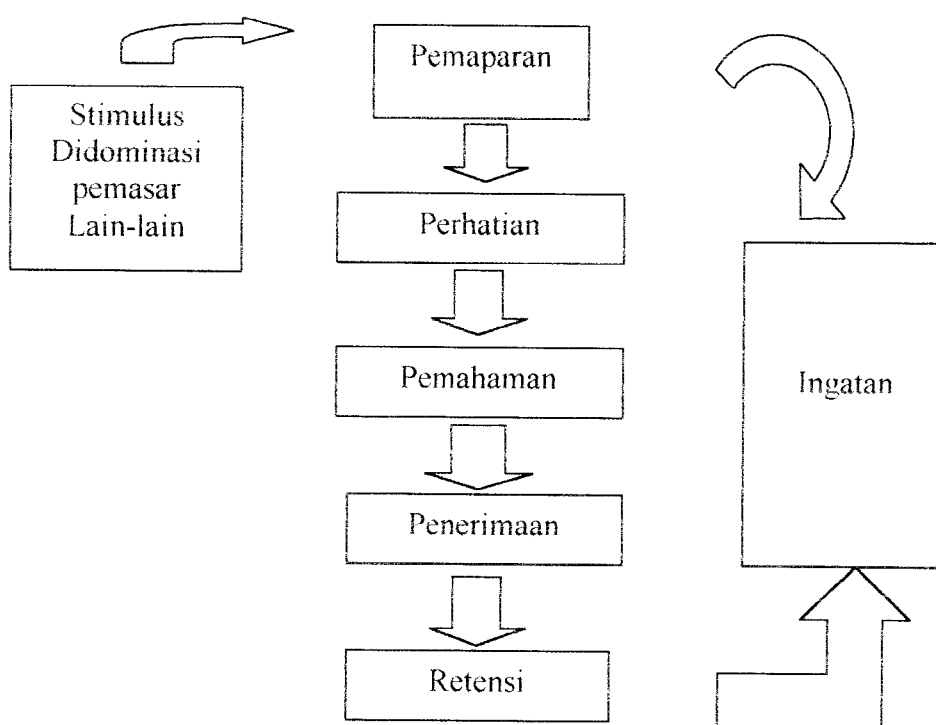 Pemaparan
Stimulus
Didominasi
pemasar
Lain-lain
Perhatian
Pemahaman
Ingatan
Penerimaan
Retensi